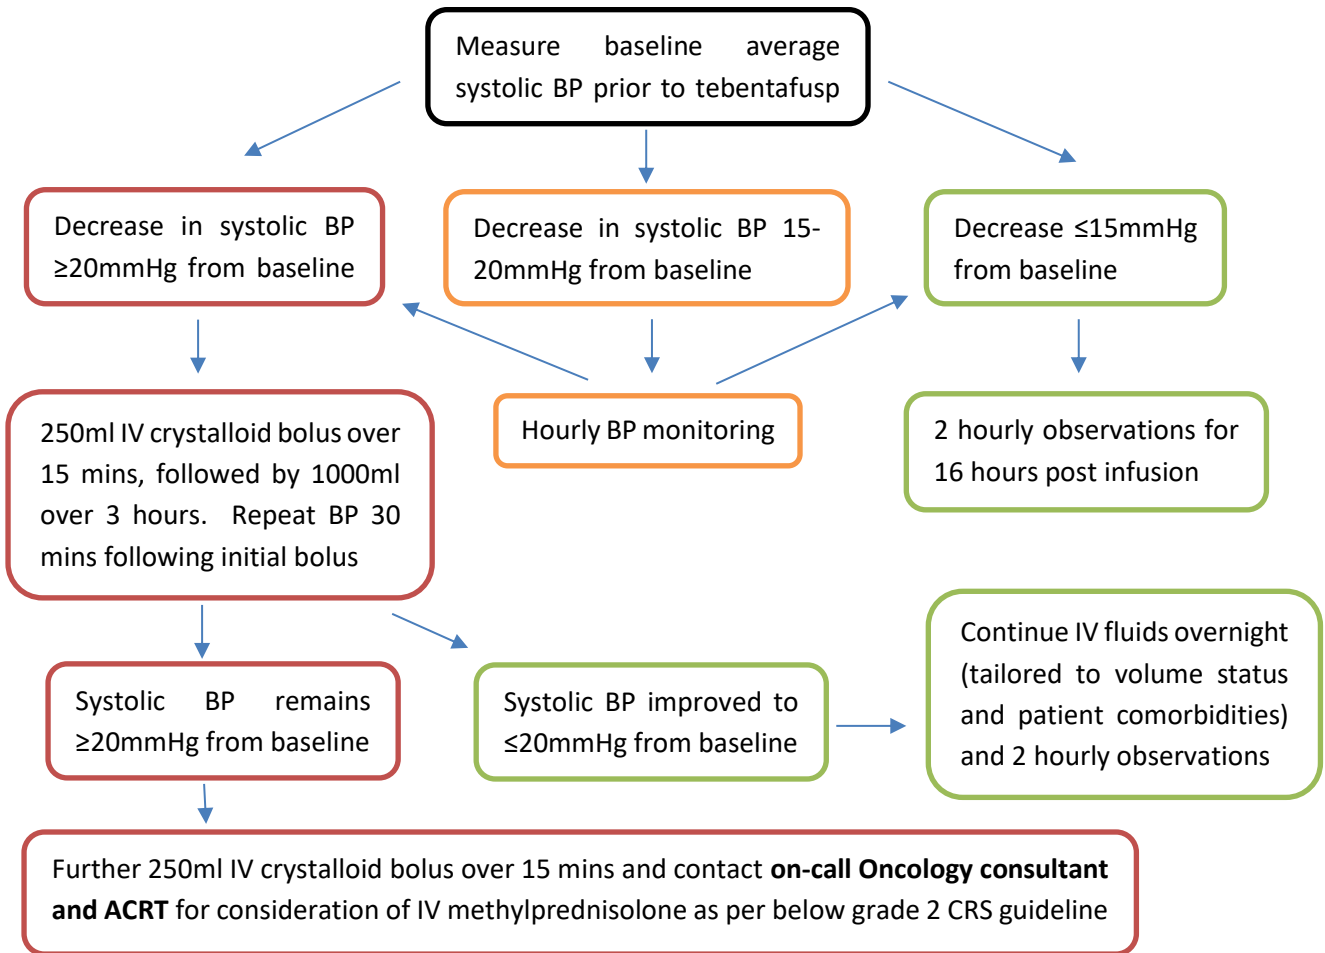 Measure baseline average
systolic BP prior to tebentafusp
Decrease in systolic BP
≥20mmHg from baseline
Decrease in systolic BP 15-
20mmHg from baseline
Decrease ≤15mmHg
from baseline
250ml IV crystalloid bolus over
15 mins, followed by 1000ml
over 3 hours. Repeat BP 30
mins following initial bolus
Hourly BP monitoring
2 hourly observations for
16 hours post infusion
Systolic BP remains
≥20mmHg from baseline
Systolic BP improved to
≤20mmHg from baseline
Continue IV fluids overnight
(tailored to volume status
and patient comorbidities)
and 2 hourly observations
Further 250ml IV crystalloid bolus over 15 mins and contact on-call Oncology consultant
and ACRT for consideration of IV methylprednisolone as per below grade 2 CRS guideline